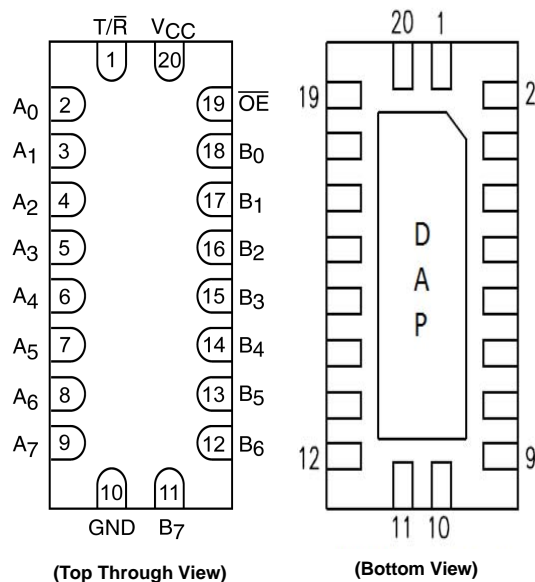 T/R̅ VCC
1 20
A0 2 19 O̅E̅
A1 3 18 B0
A2 4 17 B1
A3 5 16 B2
A4 6 15 B3
A5 7 14 B4
A6 8 13 B5
A7 9 12 B6
10 11
GND B7
(Top Through View)
20 1
19 2
D
A
P
12 9
11 10
(Bottom View)